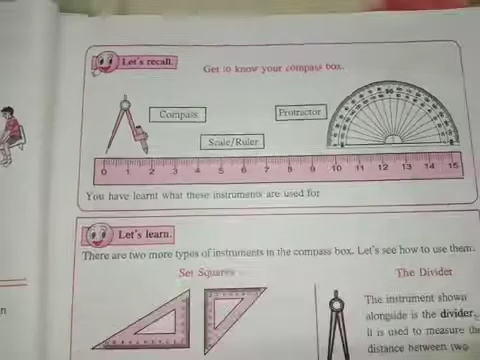 Let's recall.
Get to know your compass box.
Compass
Protractor
Scale/Ruler
0 1 2 3 4 5 6 7 8 9 10 11 12 13 14 15
You have learnt what these instruments are used for
Let's learn.
There are two more types of instruments in the compass box. Let's see how to use them.
Set Squares
The Divider
The instrument shown
alongside is the divider.
It is used to measure the
distance between two
n